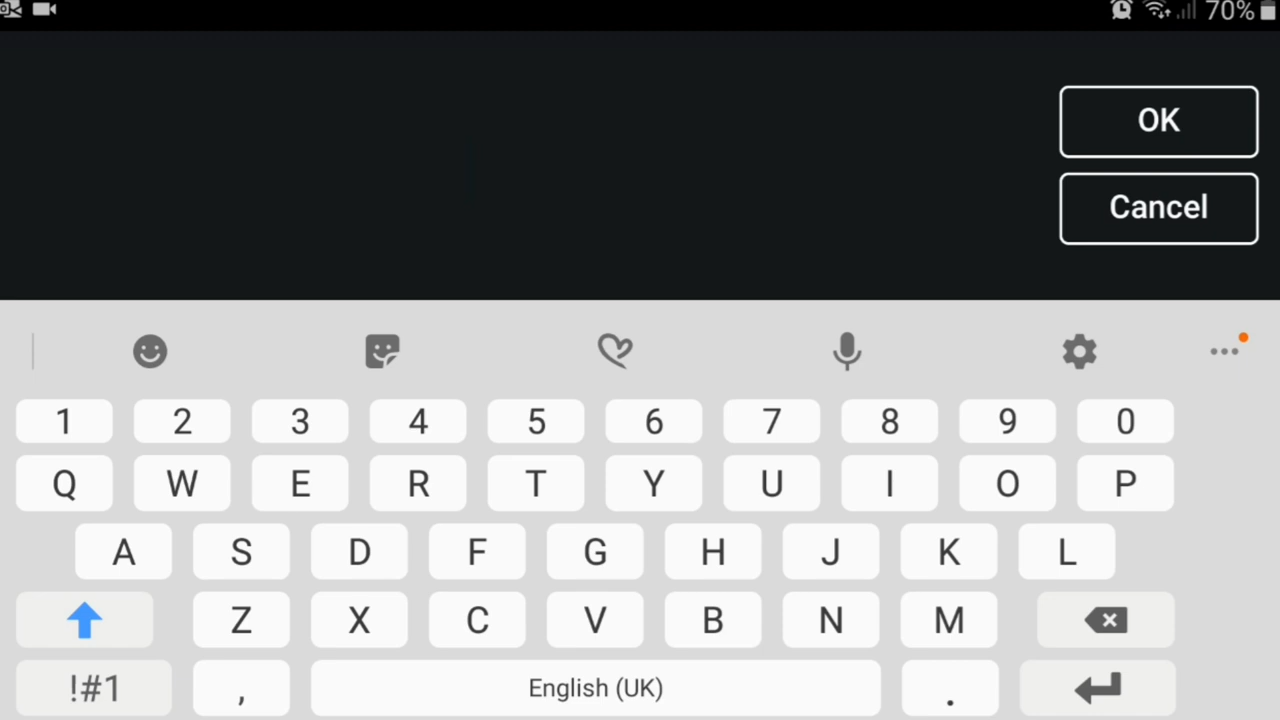 70%
OK
Cancel
1 2 3 4 5 6 7 8 9 0
Q W E R T Y U I O P
A S D F G H J K L
Z X C V B N M
!#1 , English (UK) .